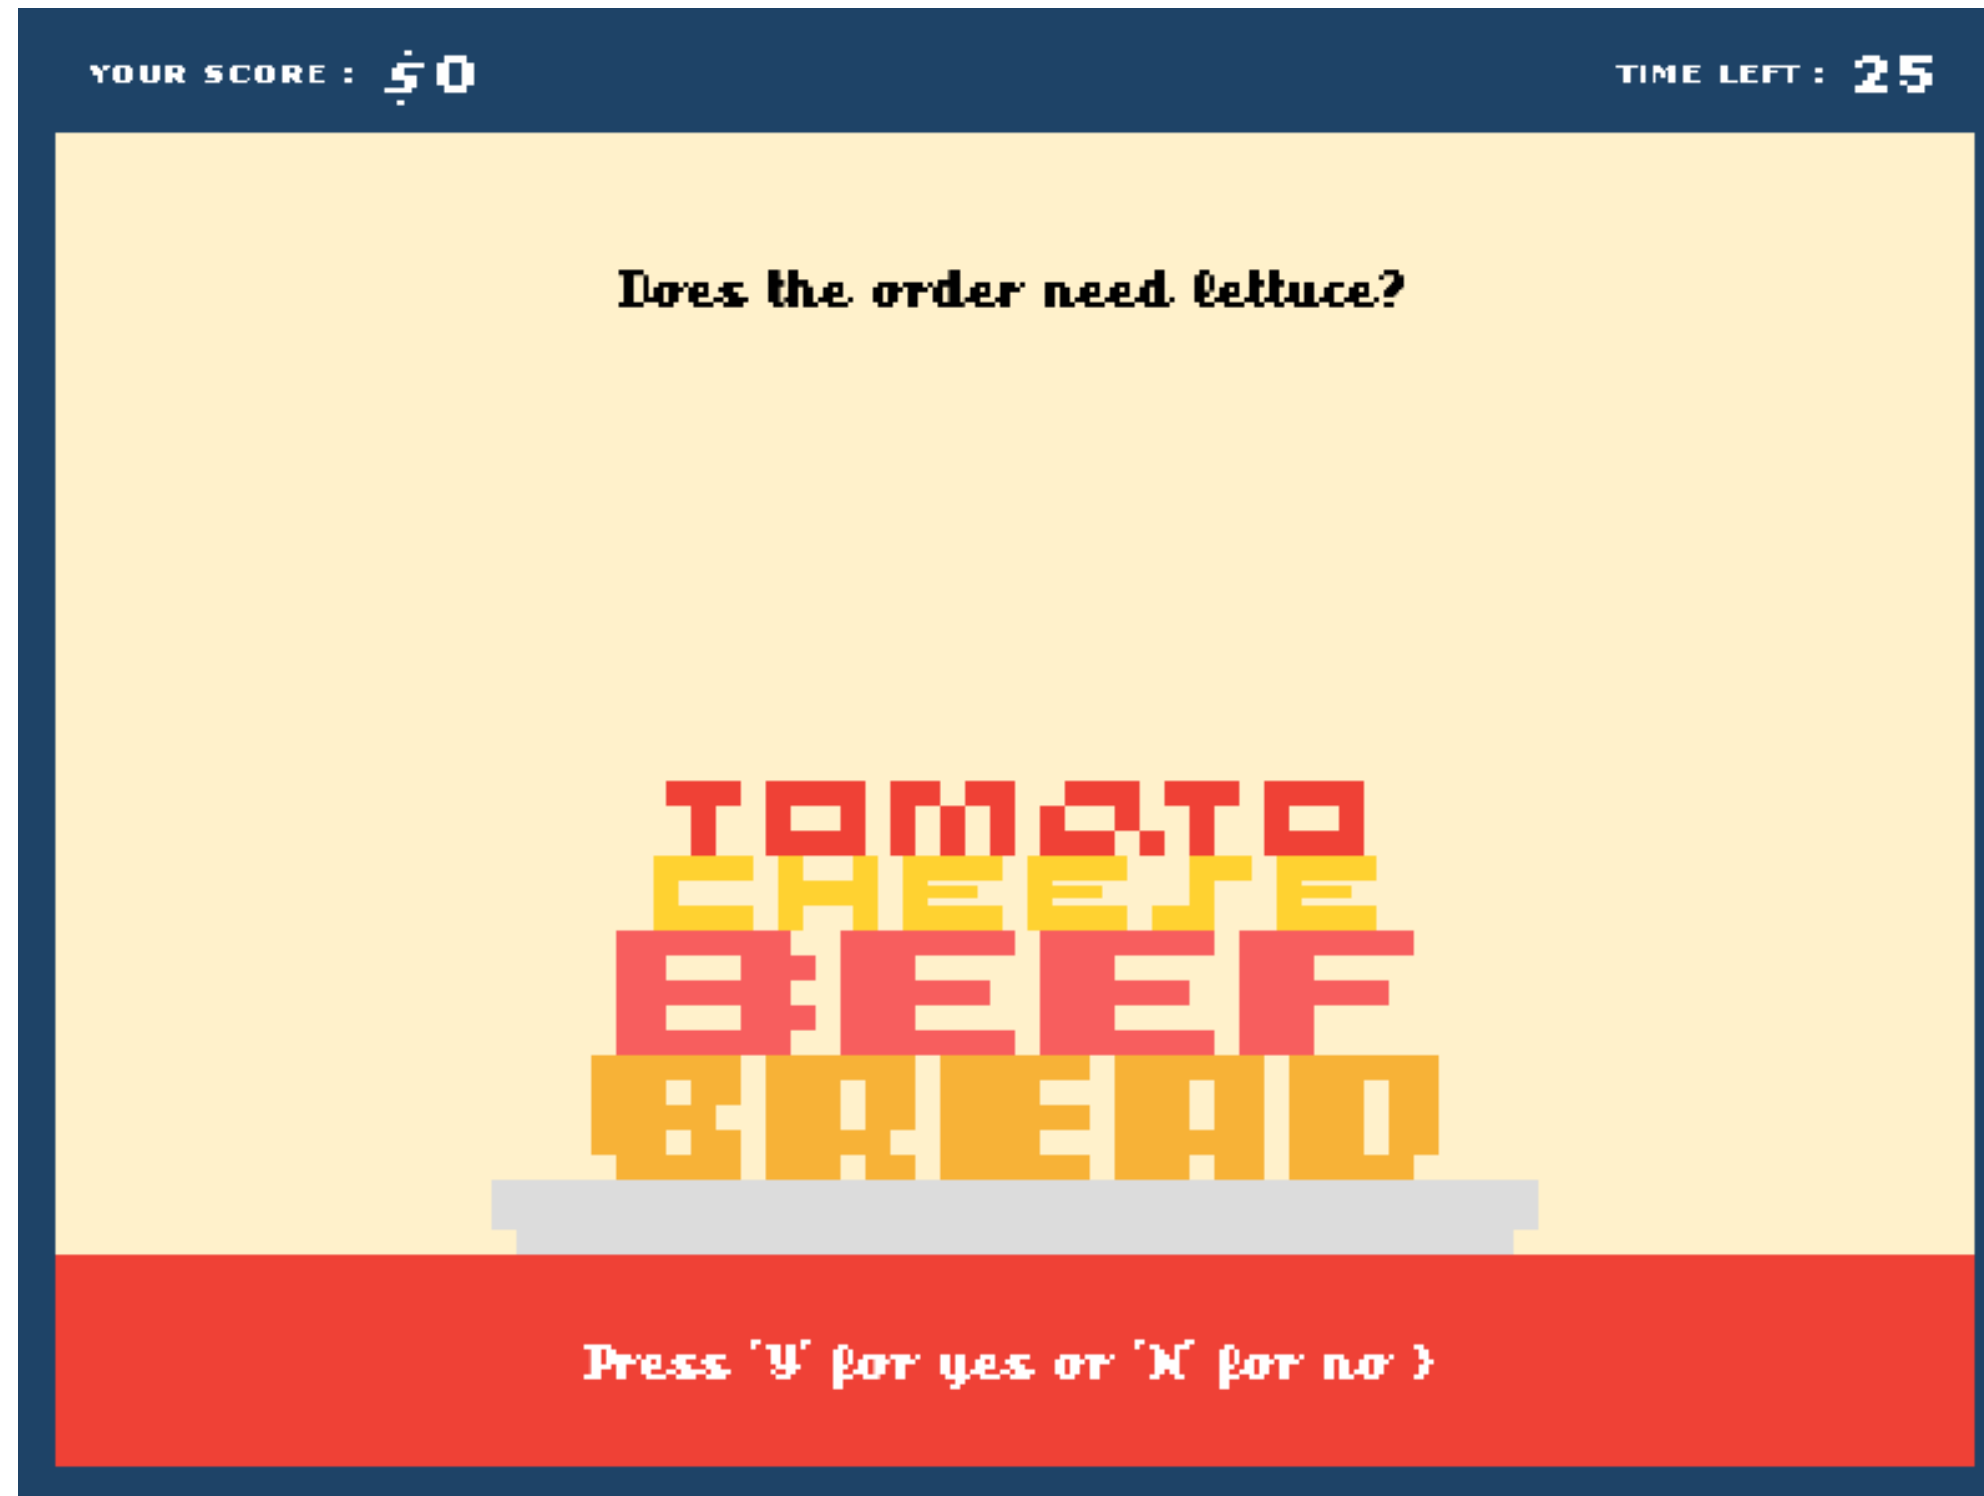 YOUR SCORE : $0
TIME LEFT : 25
Does the order need lettuce?
TOMATO
CHEESE
BEEF
BREAD
Press 'Y' for yes or 'N' for no }